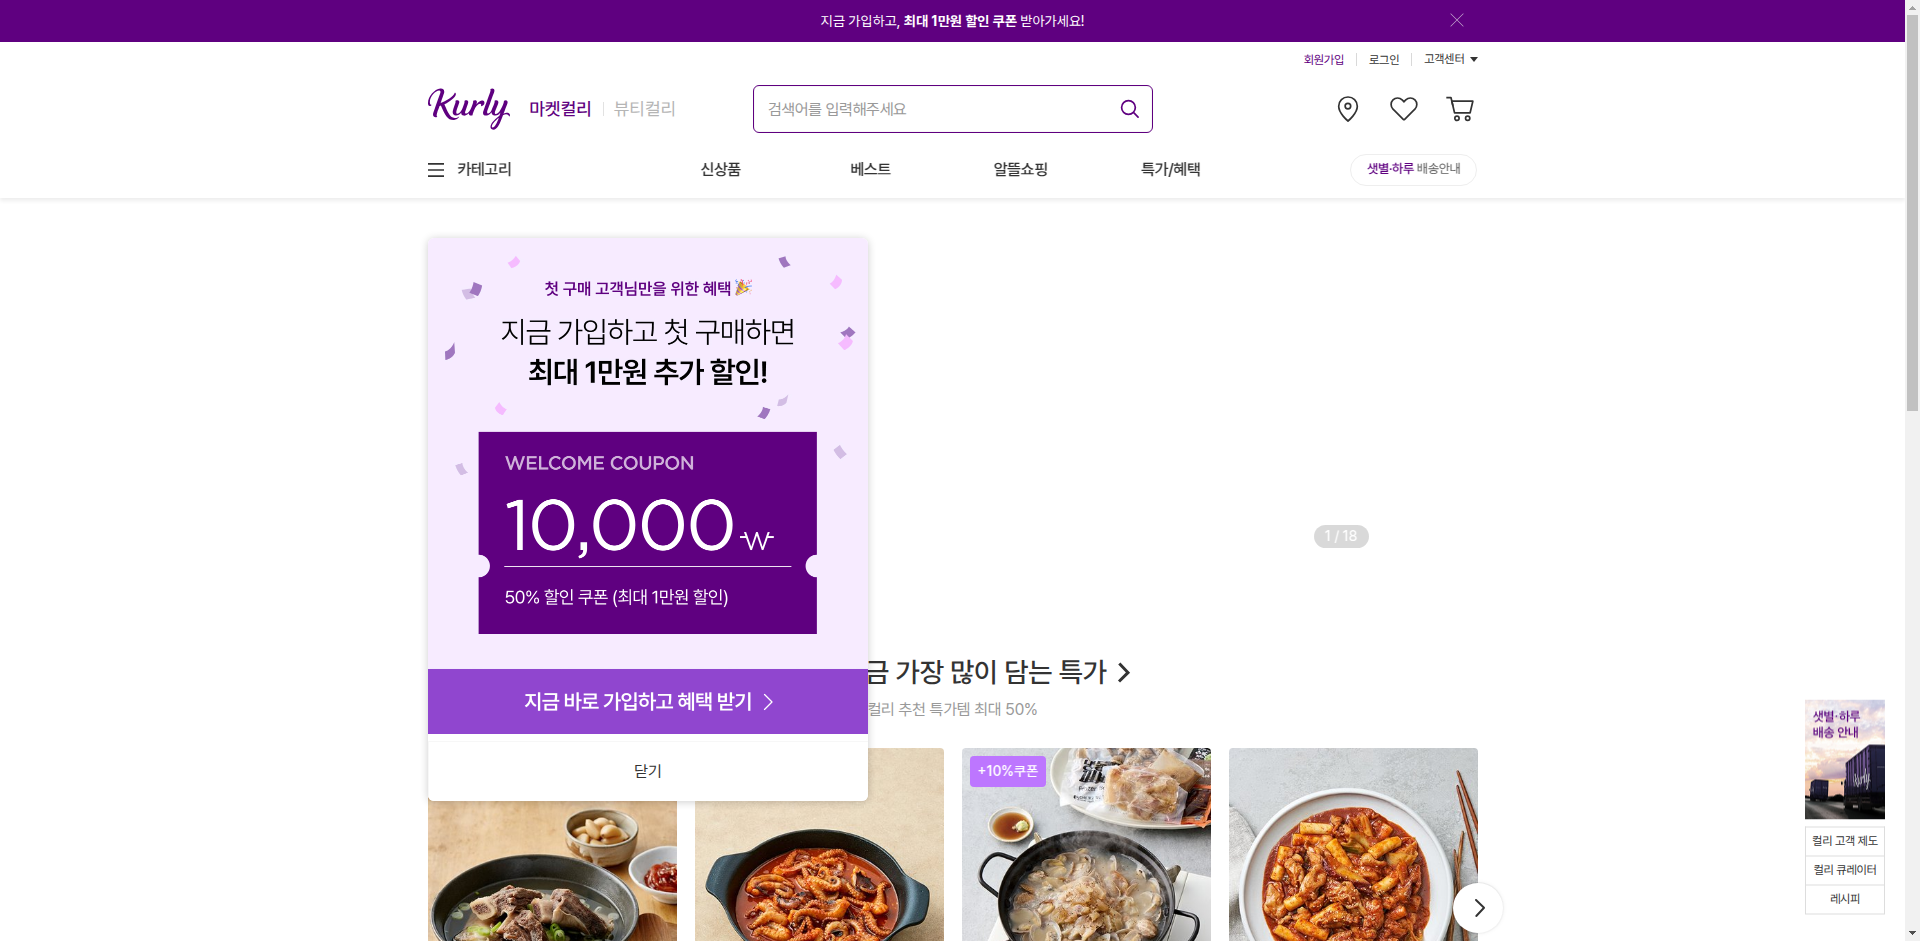 지금 가입하고, 최대 1만원 할인 쿠폰 받아가세요!
회원가입
로그인
고객센터
Kurly
마켓컬리
뷰티컬리
검색어를 입력해주세요
카테고리
신상품
베스트
알뜰쇼핑
특가/혜택
샛별·하루 배송안내
첫 구매 고객님만을 위한 혜택
지금 가입하고 첫 구매하면
최대 1만원 추가 할인!
WELCOME COUPON
10,000₩
50% 할인 쿠폰 (최대 1만원 할인)
지금 바로 가입하고 혜택 받기
닫기
1 / 18
금 가장 많이 담는 특가
컬리 추천 특가템 최대 50%
+10%쿠폰
샛별·하루
배송 안내
Kurly
컬리 고객 제도
컬리 큐레이터
레시피